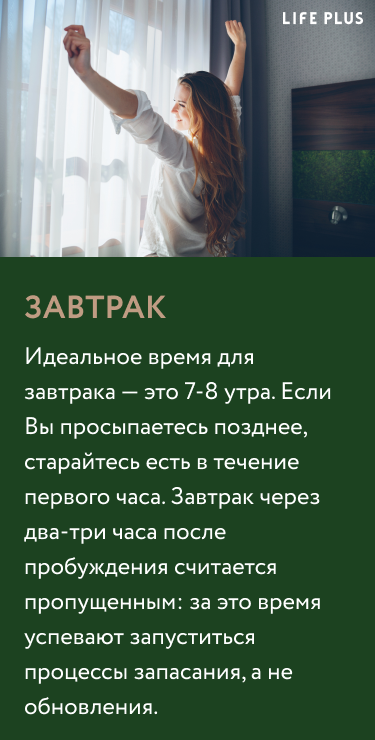 LIFE PLUS
ЗАВТРАК
Идеальное время для
завтрака — это 7-8 утра. Если
Вы просыпаетесь позднее,
старайтесь есть в течение
первого часа. Завтрак через
два-три часа после
пробуждения считается
пропущенным: за это время
успевают запуститься
процессы запасания, а не
обновления.